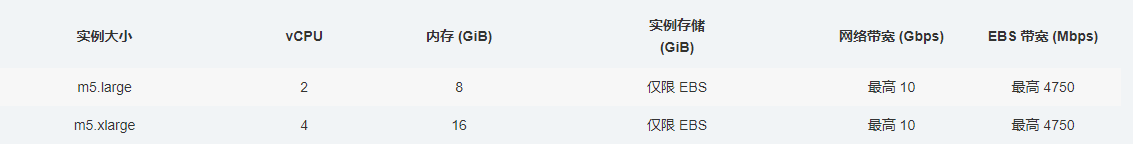 实例大小 vCPU 内存 (GiB) 实例存储 (GiB) 网络带宽 (Gbps) EBS 带宽 (Mbps)
m5.large 2 8 仅限 EBS 最高 10 最高 4750
m5.xlarge 4 16 仅限 EBS 最高 10 最高 4750